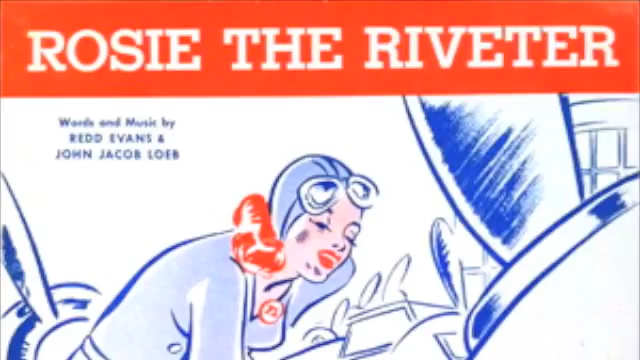 ROSIE THE RIVETER
Words and Music by
REDD EVANS &
JOHN JACOB LOEB